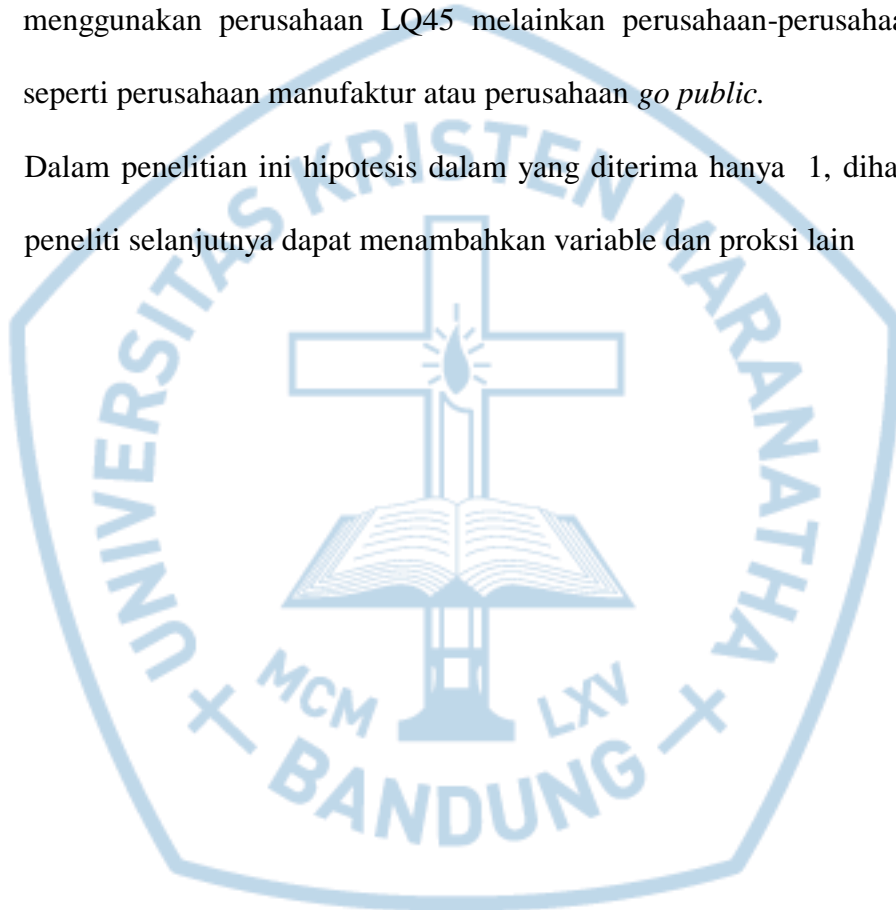 menggunakan perusahaan LQ45 melainkan perusahaan-perusahaa
seperti perusahaan manufaktur atau perusahaan go public.
Dalam penelitian ini hipotesis dalam yang diterima hanya 1, diha
peneliti selanjutnya dapat menambahkan variable dan proksi lain
UNIVERSITAS KRISTEN MARANATHA
MCM LXV
BANDUNG